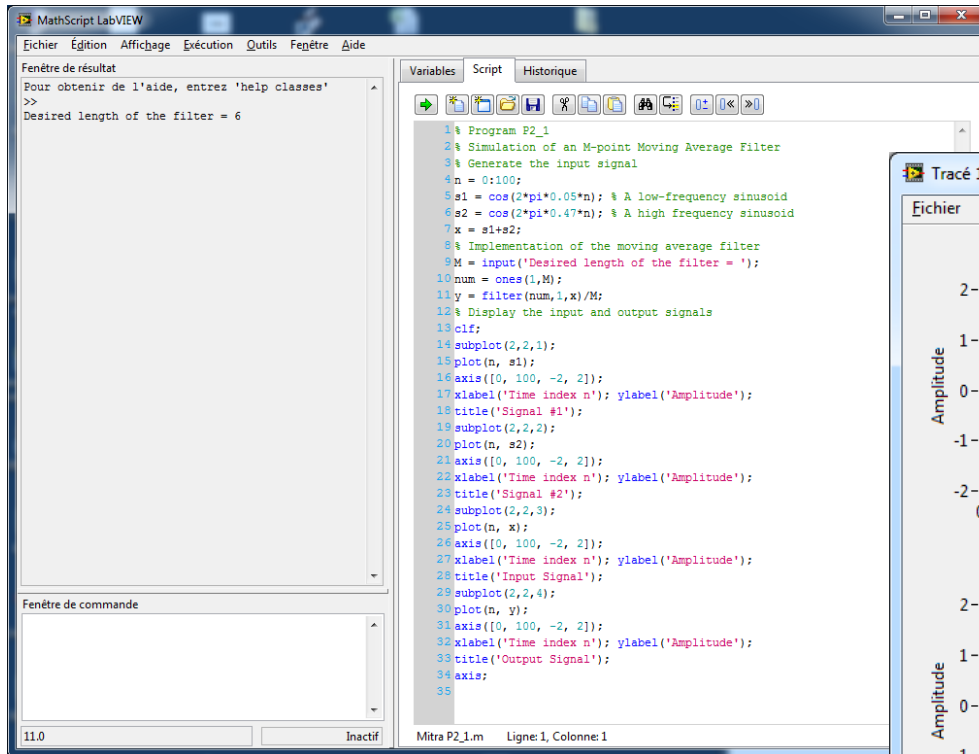 MathScript LabVIEW
Fichier Édition Affichage Exécution Outils Fenêtre Aide
Fenêtre de résultat
Pour obtenir de l'aide, entrez 'help classes'
>>
Desired length of the filter = 6
Fenêtre de commande
11.0 Inactif
Variables Script Historique
1 % Program P2_1
2 % Simulation of an M-point Moving Average Filter
3 % Generate the input signal
4 n = 0:100;
5 s1 = cos(2*pi*0.05*n); % A low-frequency sinusoid
6 s2 = cos(2*pi*0.47*n); % A high frequency sinusoid
7 x = s1+s2;
8 % Implementation of the moving average filter
9 M = input('Desired length of the filter = ');
10 num = ones(1,M);
11 y = filter(num,1,x)/M;
12 % Display the input and output signals
13 clf;
14 subplot(2,2,1);
15 plot(n, s1);
16 axis([0, 100, -2, 2]);
17 xlabel('Time index n'); ylabel('Amplitude');
18 title('Signal #1');
19 subplot(2,2,2);
20 plot(n, s2);
21 axis([0, 100, -2, 2]);
22 xlabel('Time index n'); ylabel('Amplitude');
23 title('Signal #2');
24 subplot(2,2,3);
25 plot(n, x);
26 axis([0, 100, -2, 2]);
27 xlabel('Time index n'); ylabel('Amplitude');
28 title('Input Signal');
29 subplot(2,2,4);
30 plot(n, y);
31 axis([0, 100, -2, 2]);
32 xlabel('Time index n'); ylabel('Amplitude');
33 title('Output Signal');
34 axis;
35
Mitra P2_1.m Ligne: 1, Colonne: 1
Tracé 1
Fichier
2
1
0
-1
-2
Amplitude
2
1
0
Amplitude